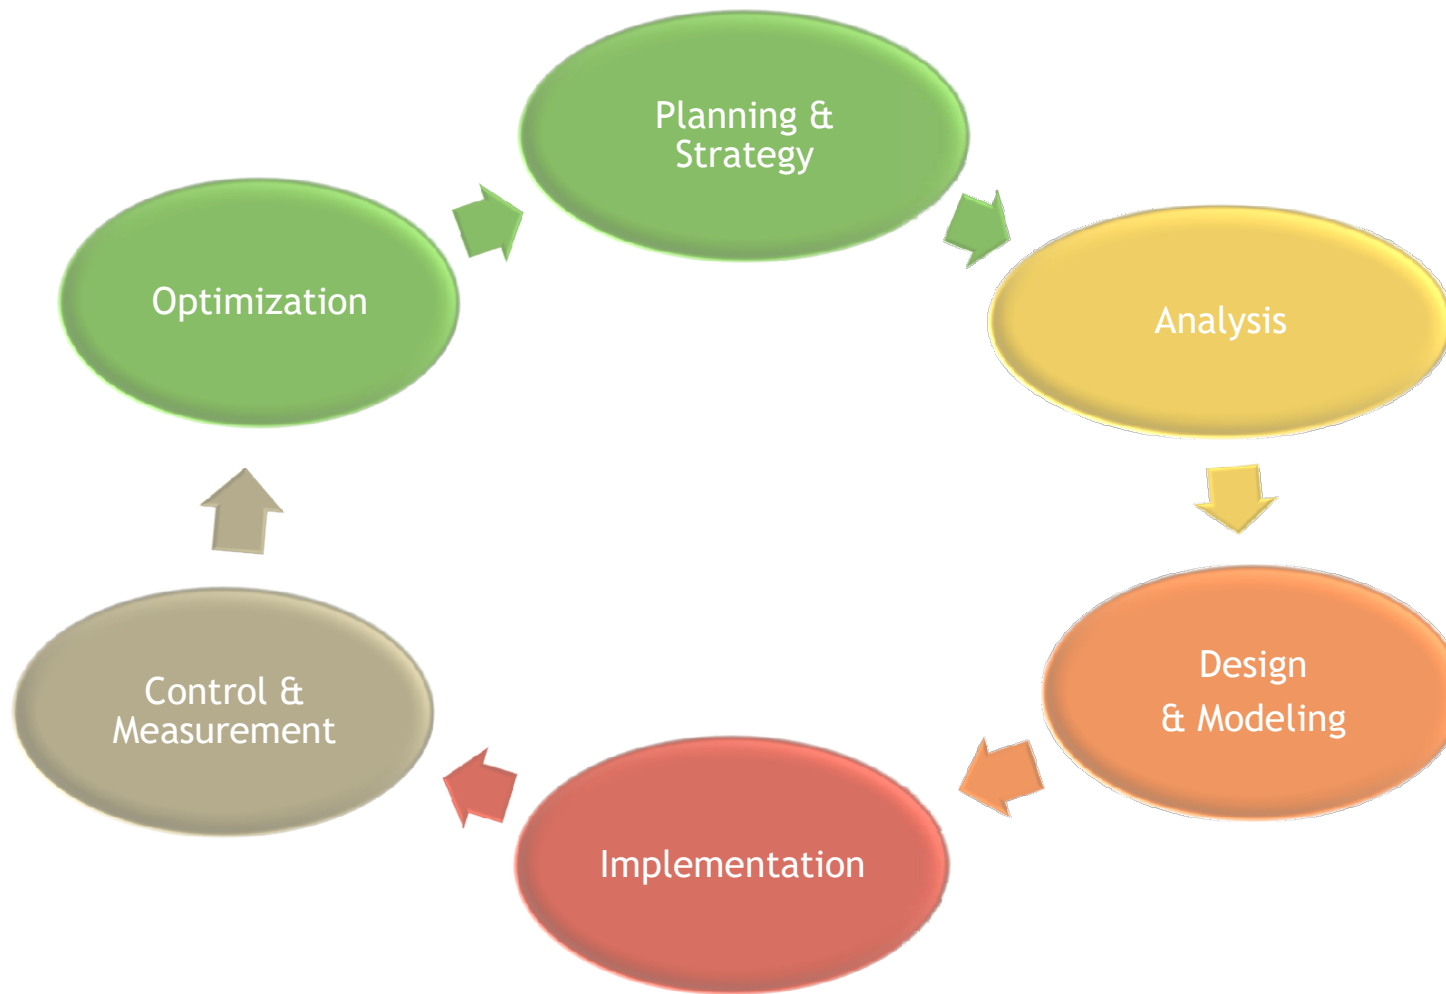 Planning &
Strategy
Analysis
Design
& Modeling
Implementation
Control &
Measurement
Optimization